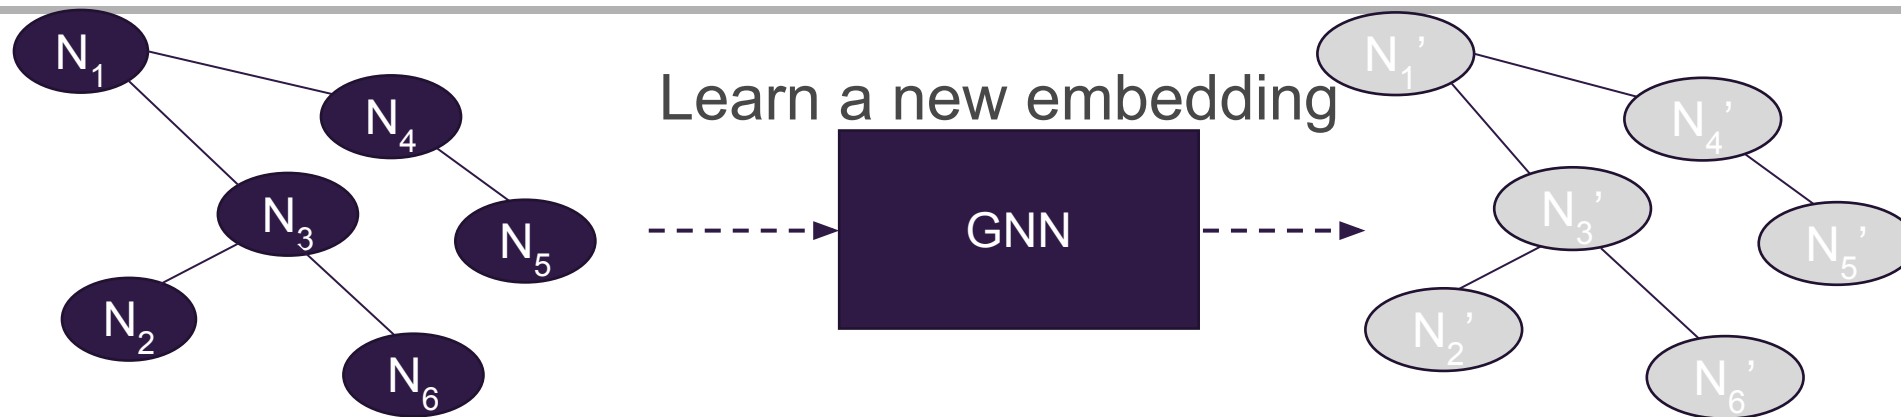 N₁
N₄
N₃
N₅
N₂
N₆
Learn a new embedding
GNN
N₁’
N₄’
N₃’
N₅’
N₂’
N₆’